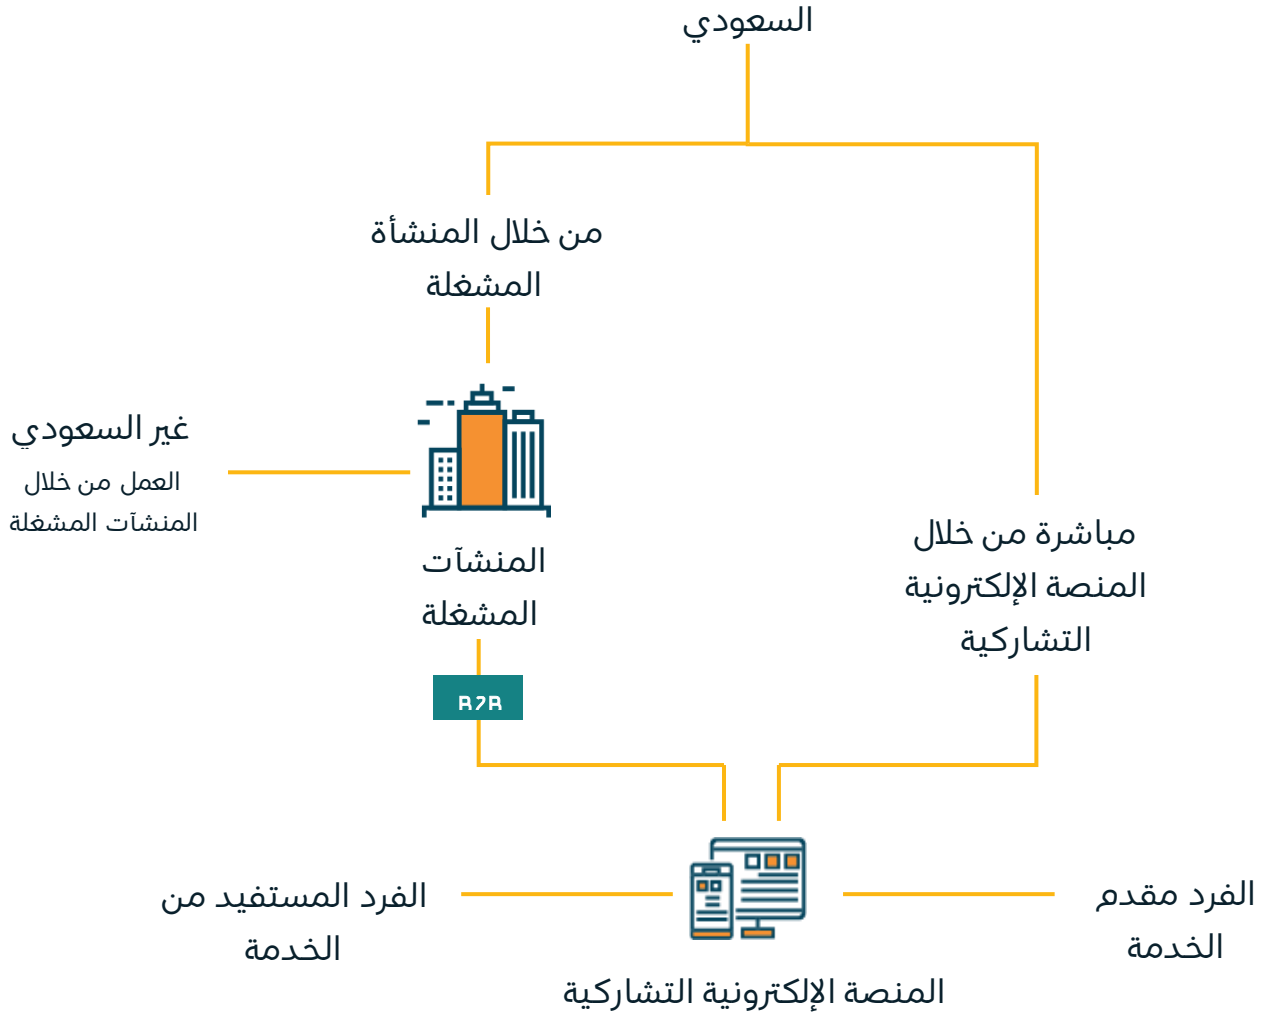 السعودي
من خلال المنشأة
المشغلة
غير السعودي
العمل من خلال
المنشآت المشغلة
المنشآت
المشغلة
مباشرة من خلال
المنصة الإلكترونية
التشاركية
B2B
الفرد مقدم
الخدمة
الفرد المستفيد من
الخدمة
المنصة الإلكترونية التشاركية